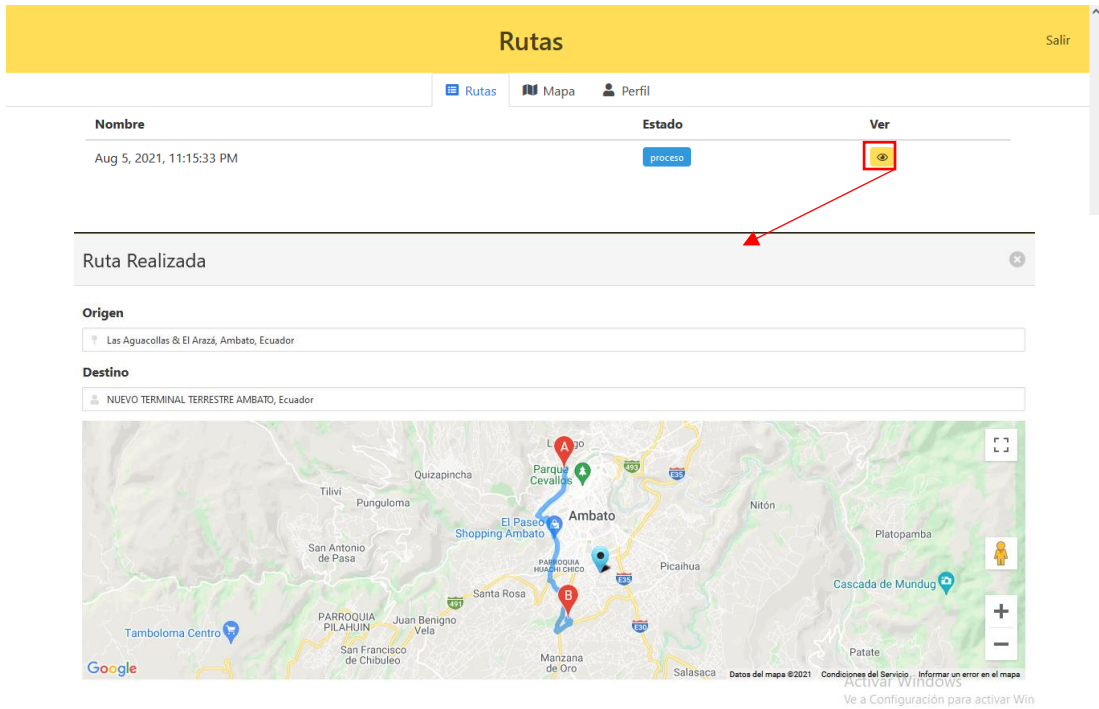 Rutas
Salir
Rutas Mapa Perfil
Nombre Estado Ver
Aug 5, 2021, 11:15:33 PM proceso
Ruta Realizada
Origen
Las Aguacollas & El Arazá, Ambato, Ecuador
Destino
NUEVO TERMINAL TERRESTRE AMBATO, Ecuador
A
Parque
Cevallos
493
E35
Quizapincha
Tilivi
Punguloma
Nitón
El Paseo
Shopping Ambato
Ambato
Platopamba
San Antonio
de Pasa
PARROQUIA
HUACHI CHICO
Picaihua
E35
Cascada de Mundug
Santa Rosa
B
491
PARROQUIA
PILAHUIN
Juan Benigno
Vela
E30
Tamboloma Centro
San Francisco
de Chibuleo
Patate
Manzana
de Oro
Salasaca
Google
Datos del mapa ©2021 Condiciones del Servicio Informar un error en el mapa
Activar Windows
Ve a Configuración para activar Win